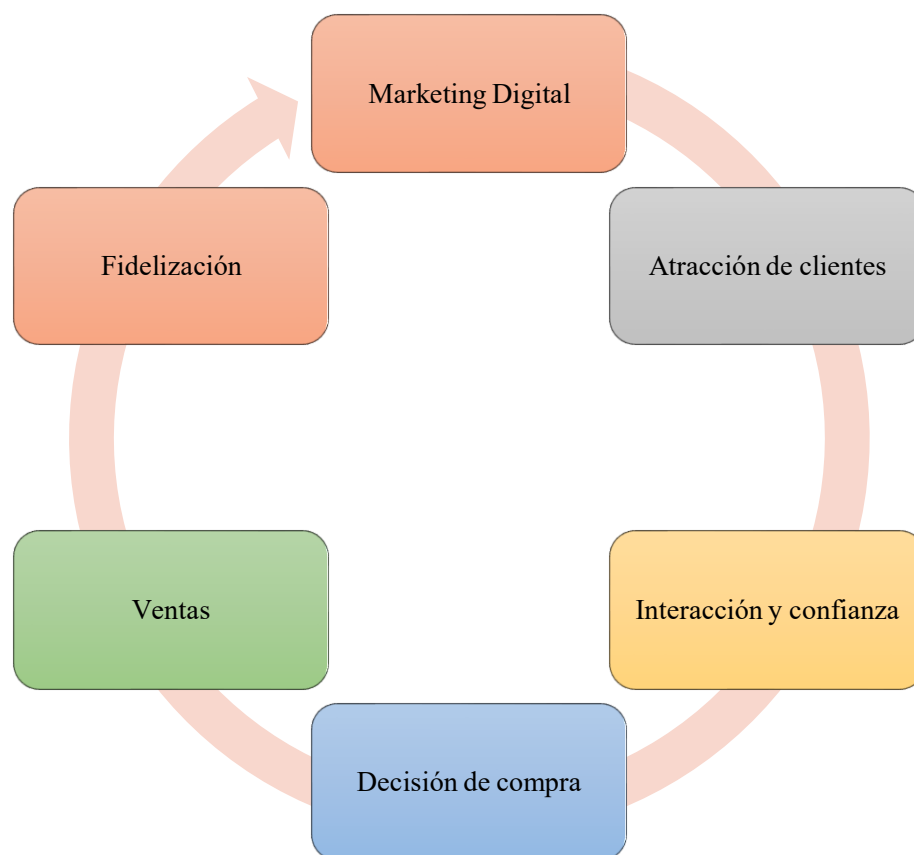 Marketing Digital
Atracción de clientes
Interacción y confianza
Decisión de compra
Ventas
Fidelización